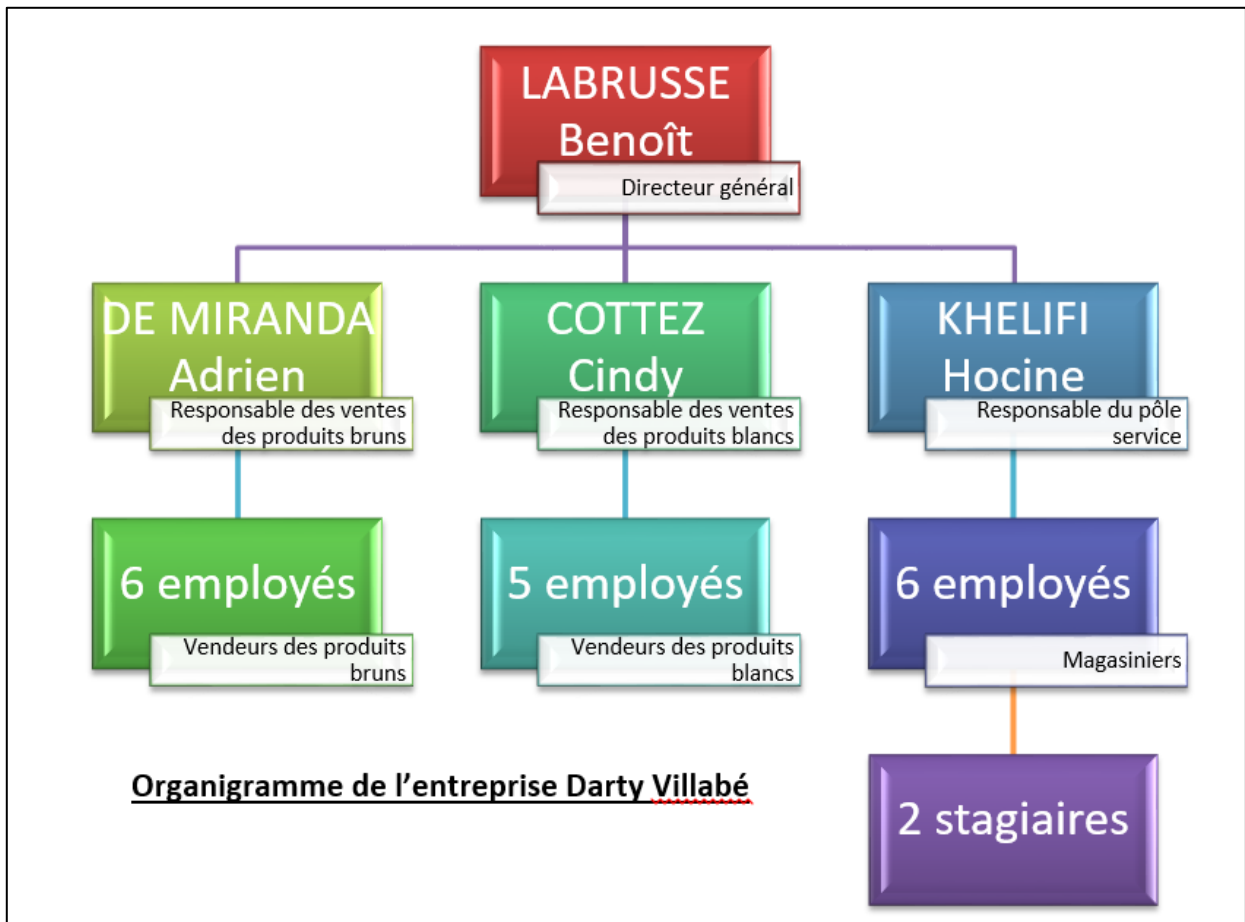 LABRUSSE
Benoît
Directeur général
DE MIRANDA
Adrien
Responsable des ventes
des produits bruns
COTTEZ
Cindy
Responsable des ventes
des produits blancs
KHELIFI
Hocine
Responsable du pôle
service
6 employés
Vendeurs des produits
bruns
5 employés
Vendeurs des produits
blancs
6 employés
Magasiniers
2 stagiaires
Organigramme de l’entreprise Darty Villabé